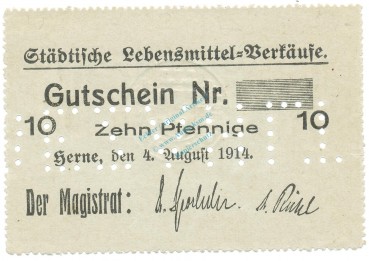 Städtische Lebensmittel-Verkäufe.
Gutschein Nr.
10 Zehn Pfennige 10
Herne, den 4. August 1914.
Der Magistrat: